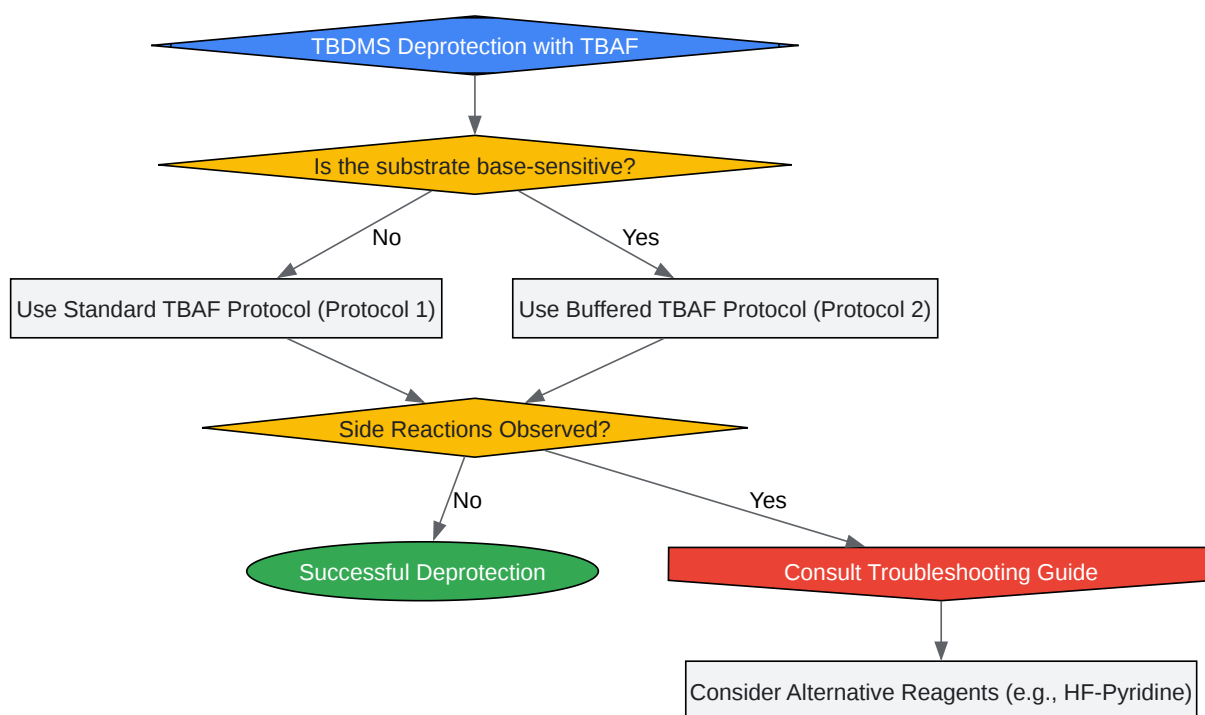 TBDMS Deprotection with TBAF
Is the substrate base-sensitive?
No
Yes
Use Standard TBAF Protocol (Protocol 1)
Use Buffered TBAF Protocol (Protocol 2)
Side Reactions Observed?
No
Yes
Successful Deprotection
Consult Troubleshooting Guide
Consider Alternative Reagents (e.g., HF-Pyridine)